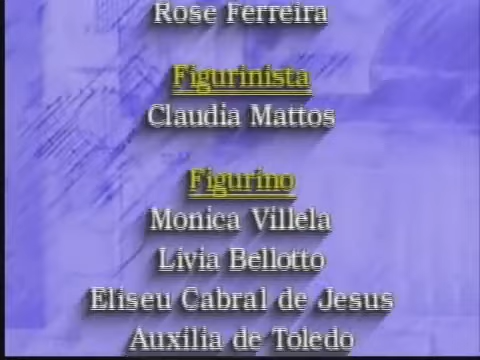 Rose Ferreira
Figurinista
Claudia Mattos
Figurino
Monica Villela
Livia Bellotto
Eliseu Cabral de Jesus
Auxilia de Toledo